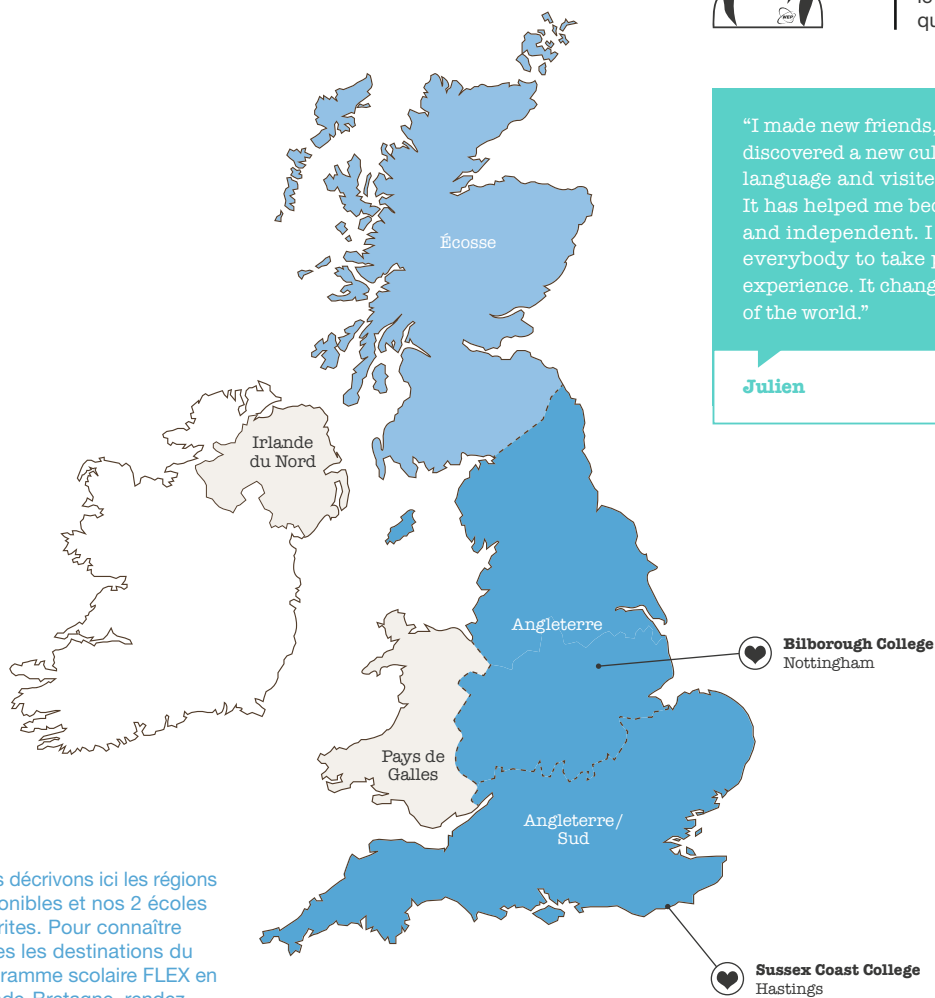 WEP
“I made new friends,
discovered a new
language and visite
It has helped me
and independent. I
everybody to take
experience. It
of the world.”
Julien
Écosse
Irlande
du Nord
Angleterre
Bilborough College
Nottingham
Pays de
Galles
Angleterre/
Sud
Sussex Coast College
Hastings
s décrivons ici les régions
onibles et nos 2 écoles
rites. Pour connaître
es les destinations du
ramme scolaire FLEX en